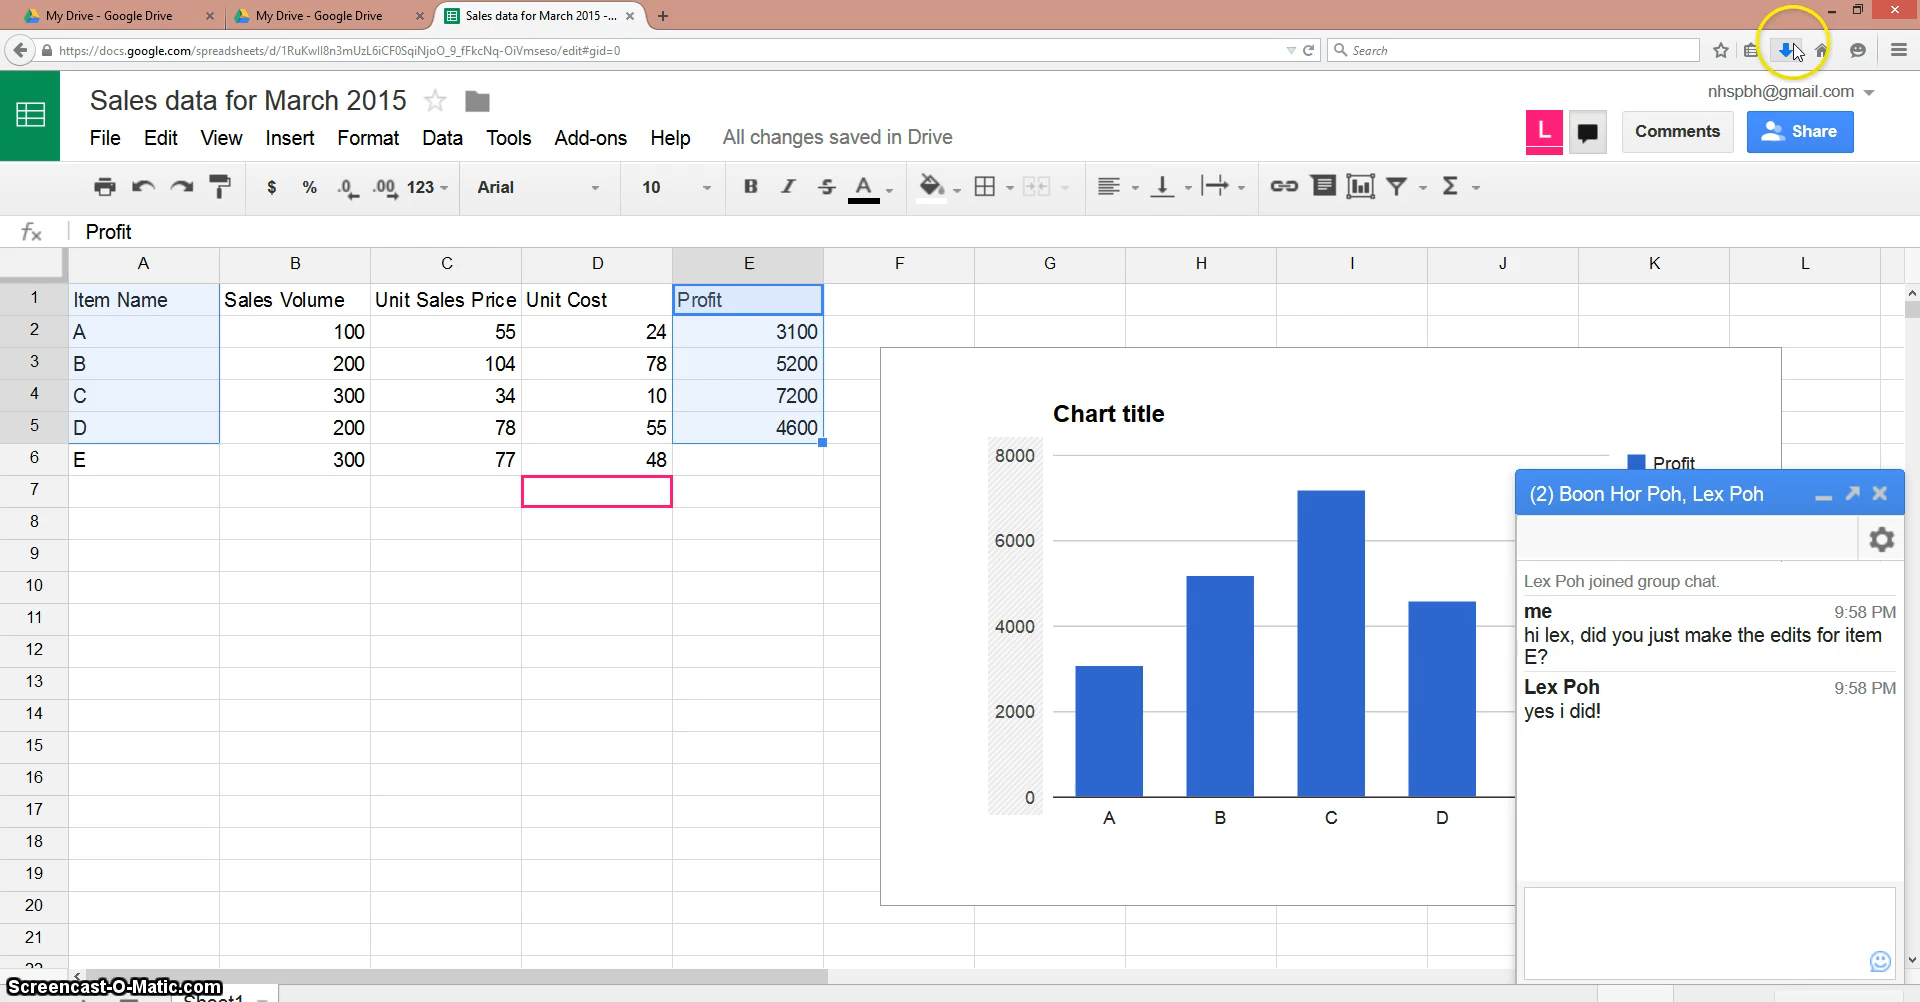 My Drive - Google Drive
My Drive - Google Drive
Sales data for March 2015 -...
https://docs.google.com/spreadsheets/d/1RuKwlI8n3mUzL6iCF0SqiNjoO_9_fFkcNq-OiVmseso/edit#gid=0
Search
Sales data for March 2015
nhspbh@gmail.com
File Edit View Insert Format Data Tools Add-ons Help All changes saved in Drive
L
Comments
Share
$ % .0 .00 123 Arial 10 B I S A Σ
fx Profit
A B C D E F G H I J K L
1 Item Name Sales Volume Unit Sales Price Unit Cost Profit
2 A 100 55 24 3100
3 B 200 104 78 5200
4 C 300 34 10 7200
5 D 200 78 55 4600
6 E 300 77 48
7
8
9
10
11
12
13
14
15
16
17
18
19
20
21
22
Chart title
8000
6000
4000
2000
0
A B C D
Profit
(2) Boon Hor Poh, Lex Poh
Lex Poh joined group chat.
me 9:58 PM
hi lex, did you just make the edits for item
E?
Lex Poh 9:58 PM
yes i did!
Screencast-O-Matic.com
Sheet1